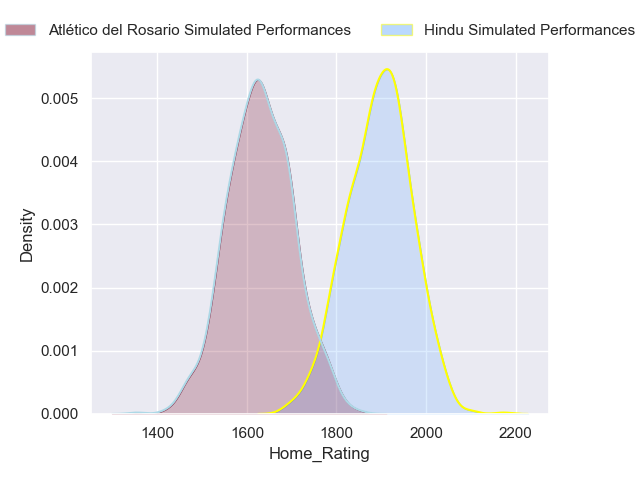 Atlético del Rosario Simulated Performances
Hindu Simulated Performances
0.005
0.004
0.003
0.002
0.001
0.000
Density
1400 1600 1800 2000 2200
Home_Rating